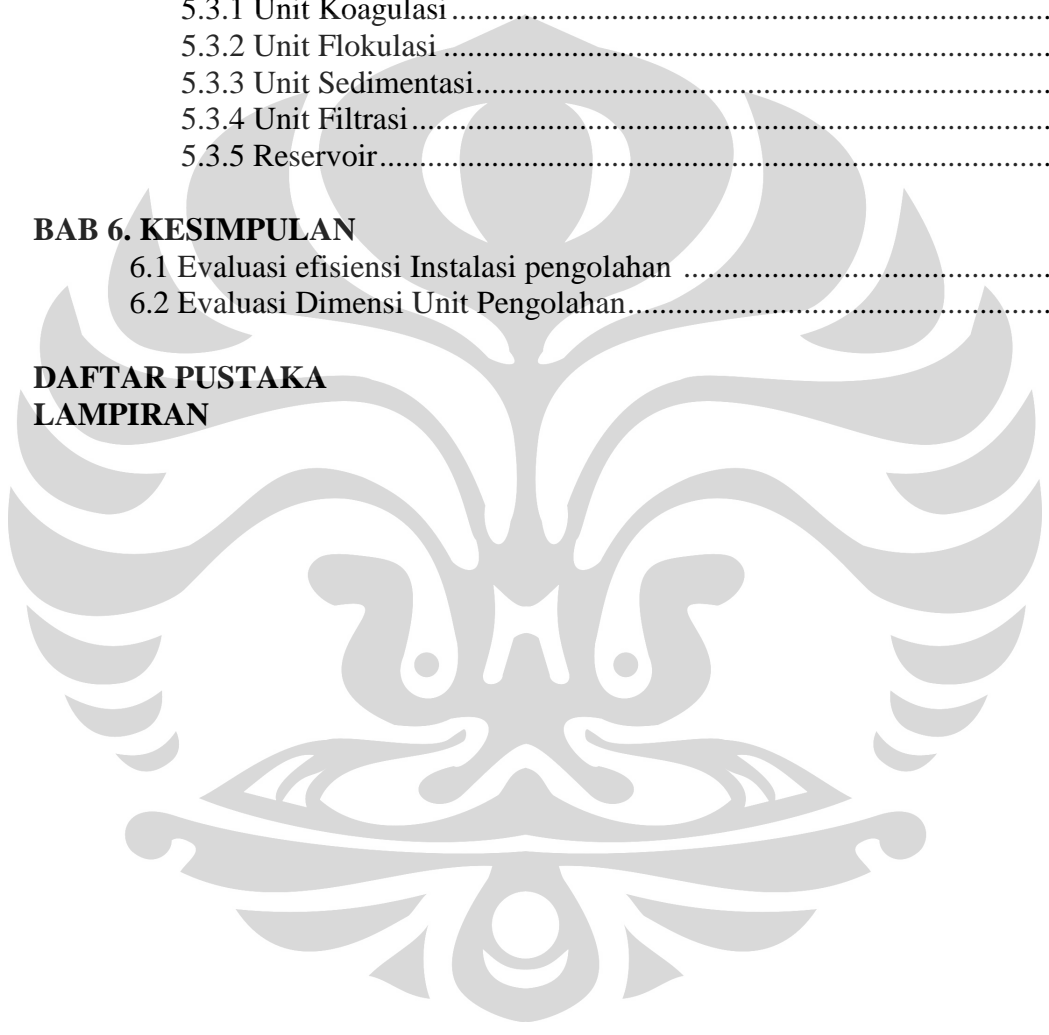 5.3.1 Unit Koagulasi................................................................................
5.3.2 Unit Flokulasi ................................................................................
5.3.3 Unit Sedimentasi............................................................................
5.3.4 Unit Filtrasi.....................................................................................
5.3.5 Reservoir.........................................................................................
BAB 6. KESIMPULAN
6.1 Evaluasi efisiensi Instalasi pengolahan ................................................
6.2 Evaluasi Dimensi Unit Pengolahan.......................................................
DAFTAR PUSTAKA
LAMPIRAN